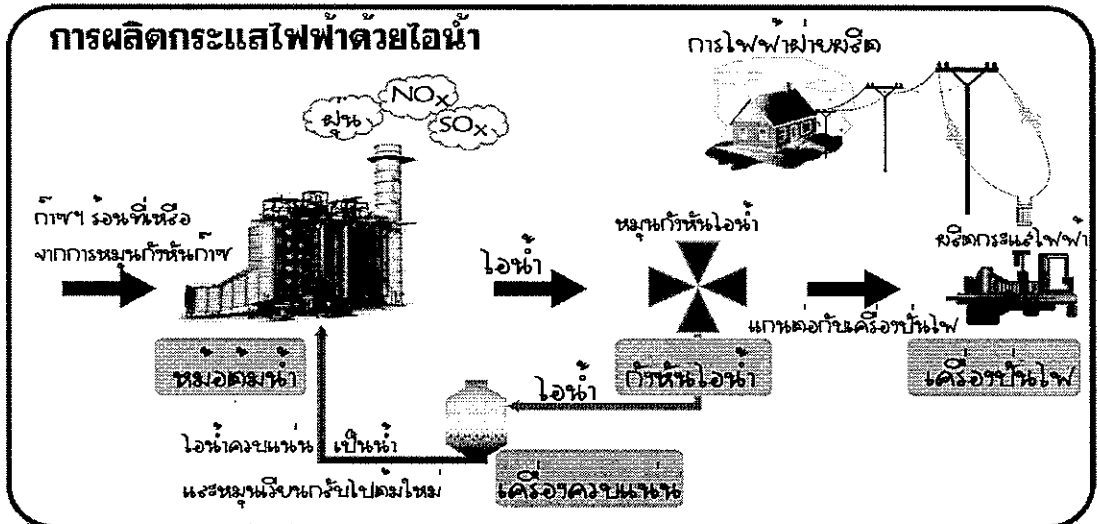 การผลิตกระแสไฟฟ้าด้วยไอน้ำ
การไฟฟ้าฝ่ายผลิต
ฝุ่น
NOx
SOx
ก๊าซฯ ร้อนที่เหลือ
จากการหมุนกังหันก๊าซ
ไอน้ำ
หมุนกังหันไอน้ำ
ผลิตกระแสไฟฟ้า
แกนต่อกับเครื่องปั่นไฟ
หม้อต้มน้ำ
กังหันไอน้ำ
เครื่องปั่นไฟ
ไอน้ำ
ไอน้ำควบแน่น เป็นน้ำ
และหมุนเวียนกลับไปต้มใหม่
เครื่องควบแน่น